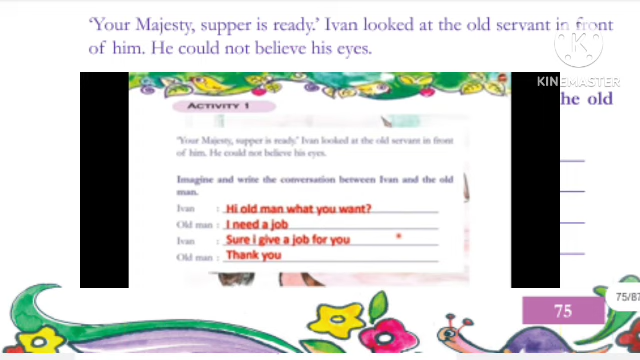 'Your Majesty, supper is ready.' Ivan looked at the old servant in front
of him. He could not believe his eyes.
KINEMASTER
he old
ACTIVITY 1
'Your Majesty, supper is ready.' Ivan looked at the old servant in front
of him. He could not believe his eyes.
Imagine and write the conversation between Ivan and the old
man.
Ivan : Hi old man what you want?
Old man : I need a job
Ivan : Sure i give a job for you
Old man : Thank you
75/87
75